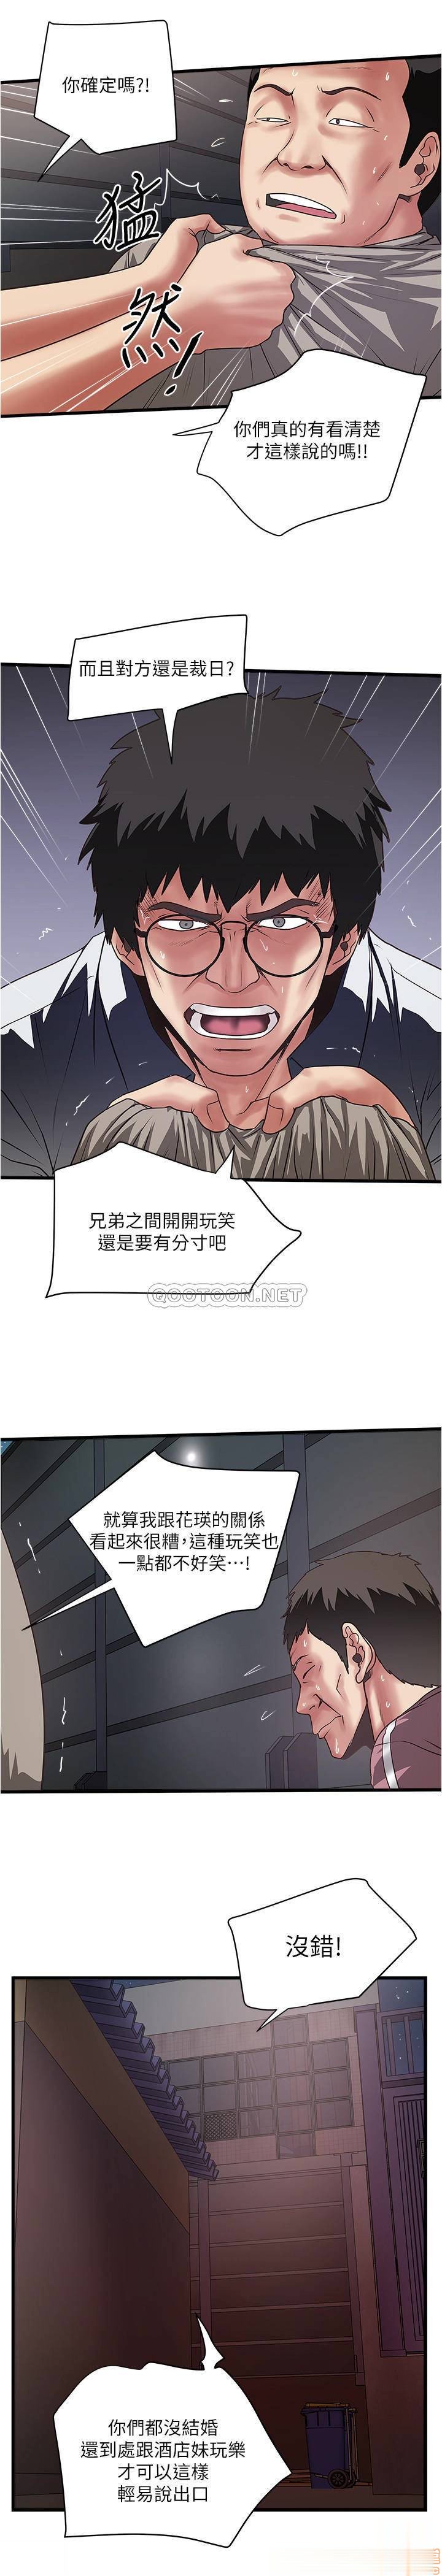 你確定嗎?!
猛
然!
你們真的有看清楚
才這樣說的嗎!!
而且對方還是裁日?
兄弟之間開開玩笑
還是要有分寸吧
QOOTOON.NET
就算我跟花瑛的關係
看起來很糟，這種玩笑也
一點都不好笑…!
沒錯!
你們都沒結婚
還到處跟酒店妹玩樂
才可以這樣
輕易說出口